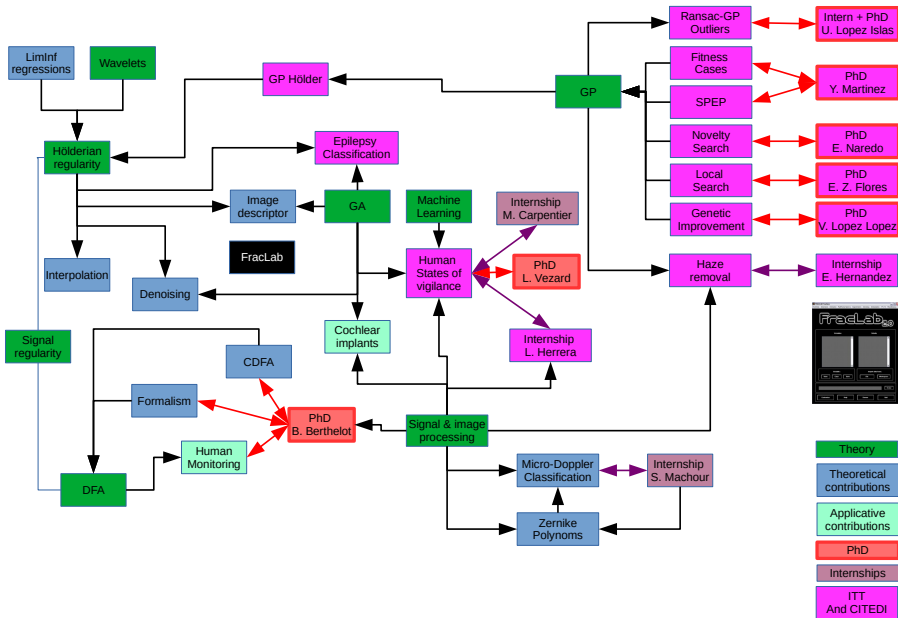 Ransac-GP
Outliers
Intern + PhD
U. Lopez Islas
LimInf
regressions
Wavelets
GP Hölder
GP
Fitness
Cases
PhD
Y. Martinez
SPEP
Hölderian
regularity
Epilepsy
Classification
Novelty
Search
PhD
E. Naredo
Image
descriptor
GA
Machine
Learning
Internship
M. Carpentier
Local
Search
PhD
E. Z. Flores
Genetic
Improvement
PhD
V. Lopez Lopez
FracLab
Interpolation
Denoising
Human
States of
vigilance
PhD
L. Vezard
Haze
removal
Internship
E. Hernandez
Signal
regularity
Cochlear
implants
Internship
L. Herrera
FracLab
2.0
CDFA
Formalism
PhD
B. Berthelot
Signal & image
processing
Human
Monitoring
DFA
Micro-Doppler
Classification
Internship
S. Machour
Zernike
Polynoms
Theory
Theoretical
contributions
Applicative
contributions
PhD
Internships
ITT
And CITEDI